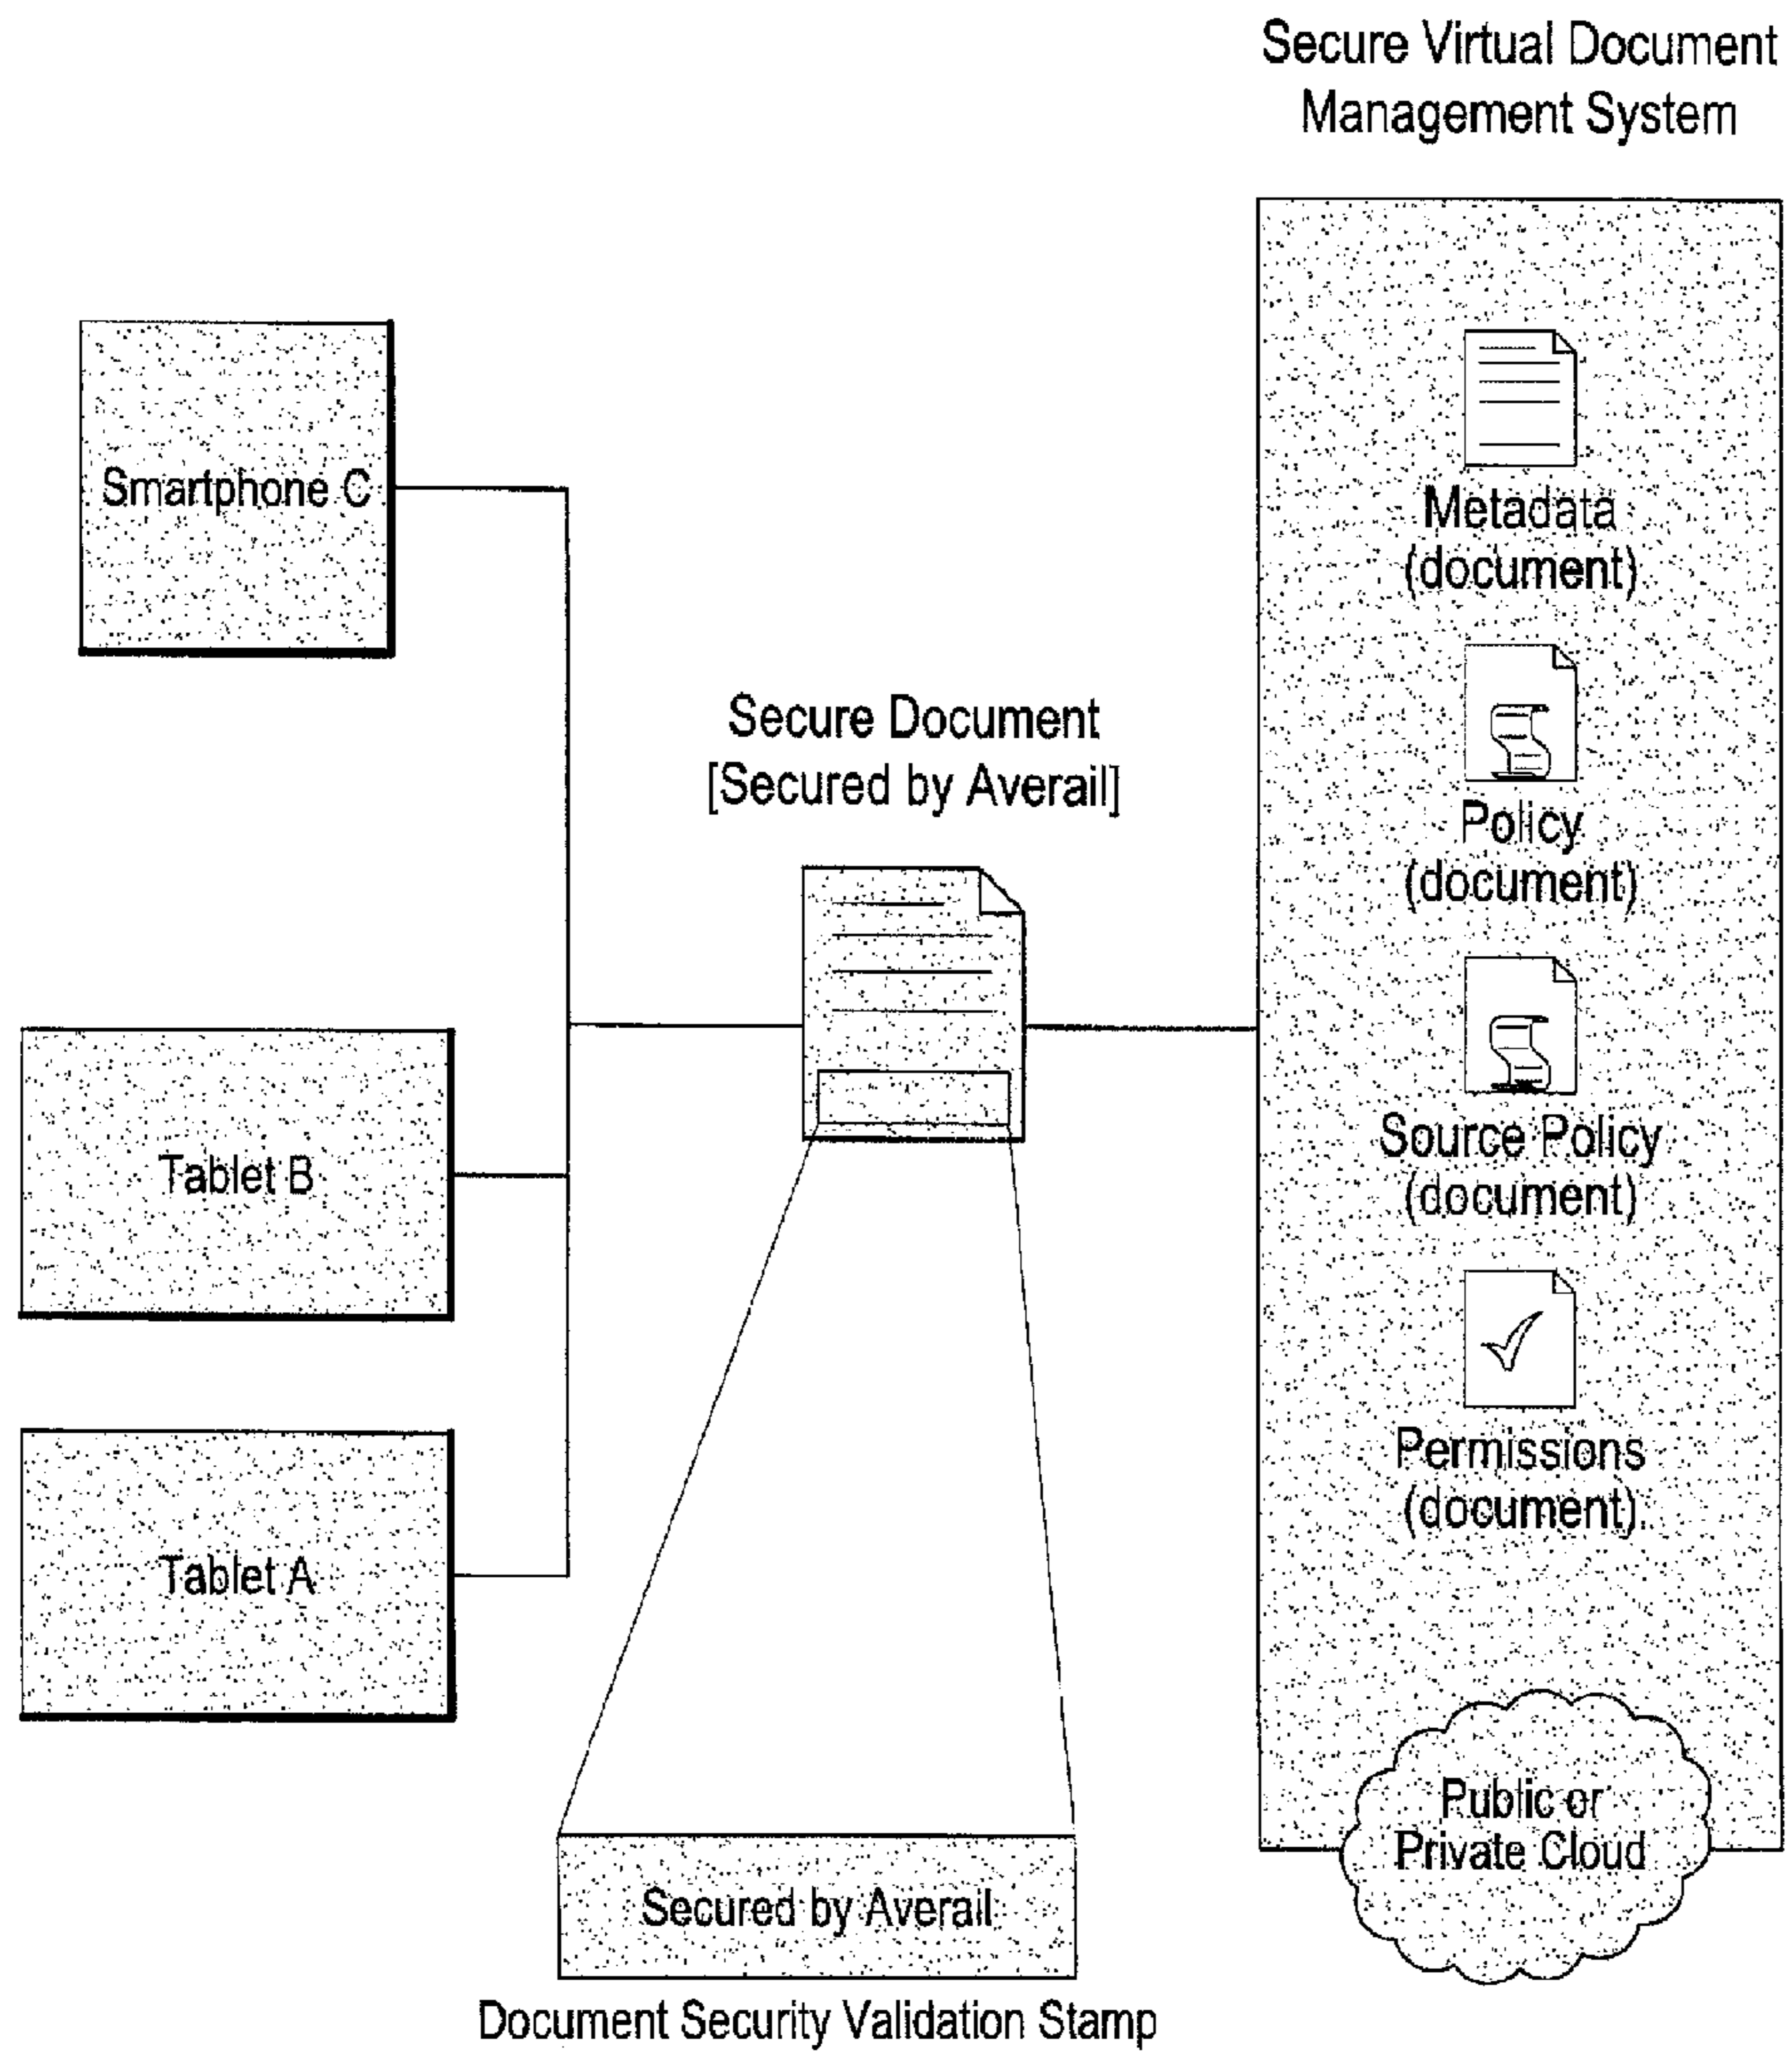 Secure Virtual Document
Management System
Smartphone C
Metadata
(document)
Secure Document
[Secured by Averail]
Policy
(document)
Tablet B
Source Policy
(document)
Tablet A
Permissions
(document)
Public or
Private Cloud
Secured by Averail
Document Security Validation Stamp